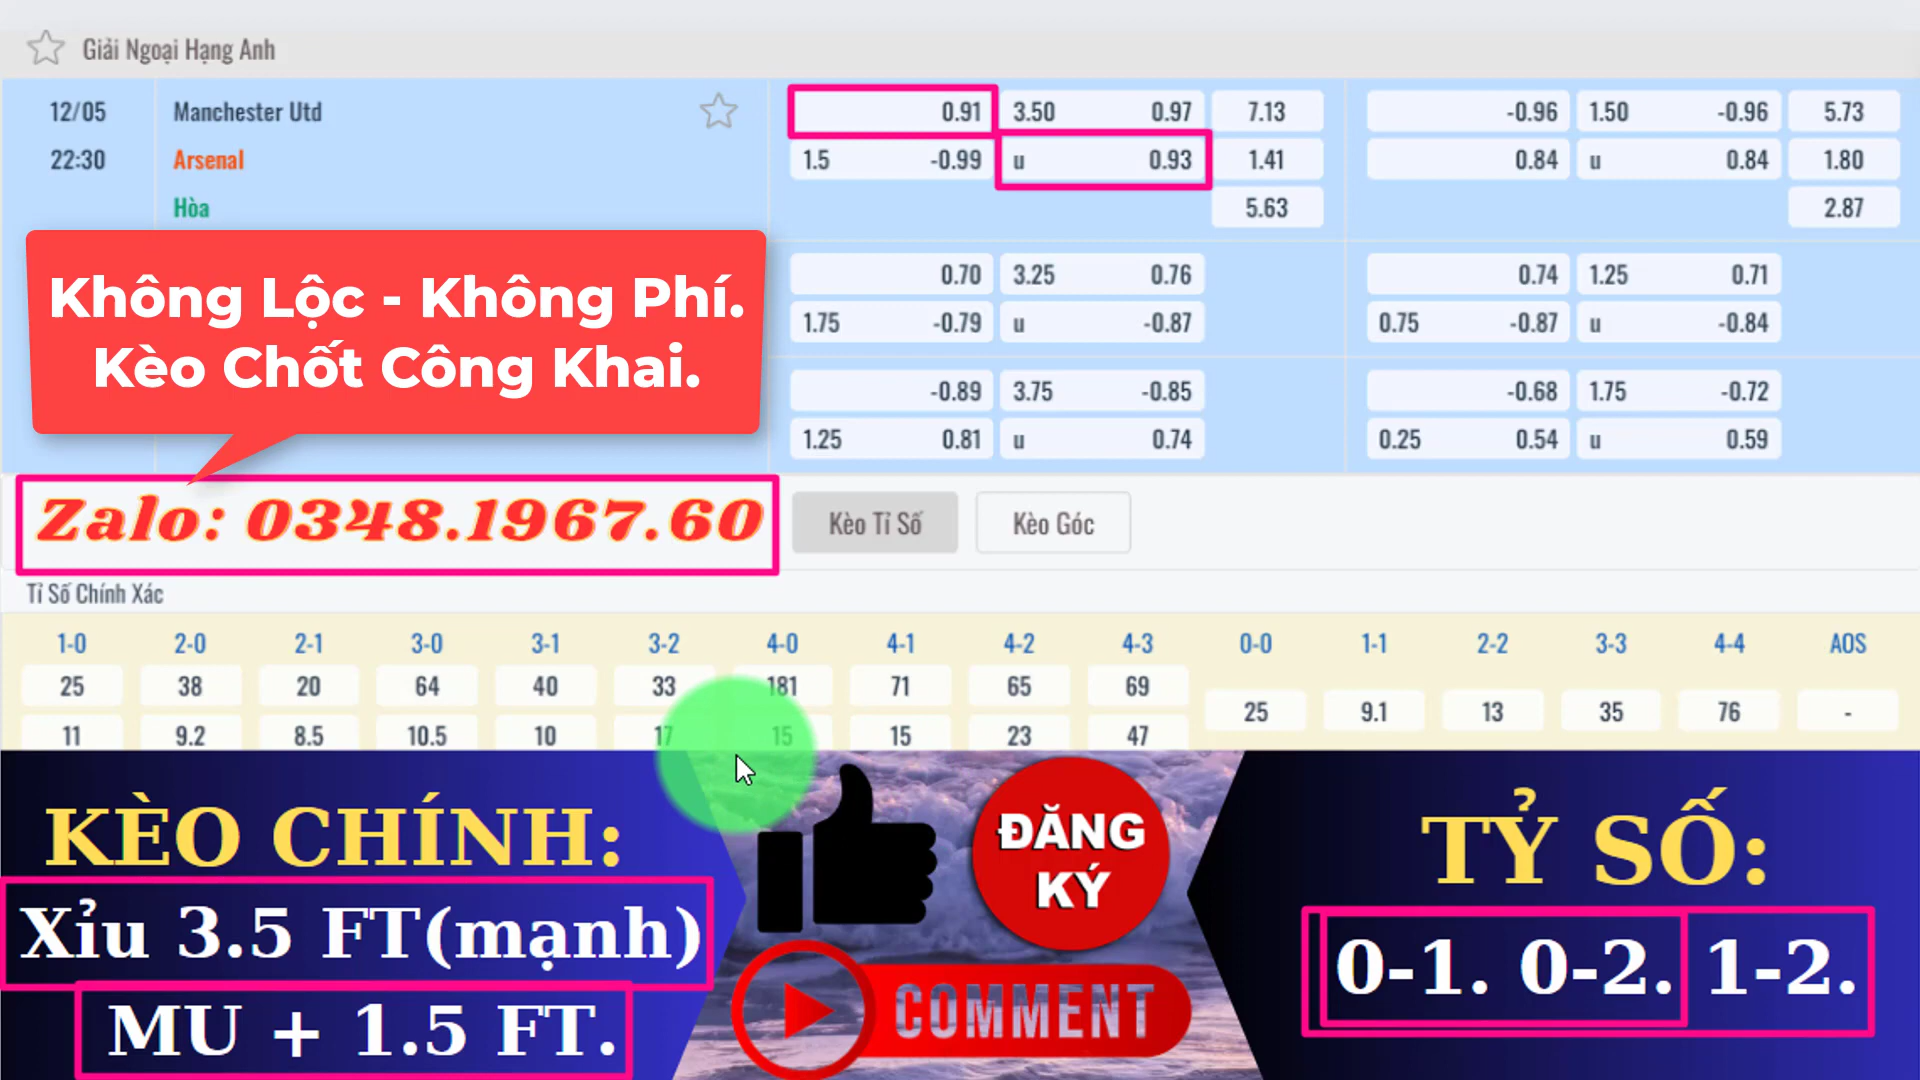 Giải Ngoại Hạng Anh
12/05 Manchester Utd 0.91 3.50 0.97 7.13 -0.96 1.50 -0.96 5.73
22:30 Arsenal 1.5 -0.99 u 0.93 1.41 0.84 u 0.84 1.80
Hòa 5.63 2.87
Không Lộc - Không Phí.
Kèo Chốt Công Khai.
0.70 3.25 0.76 0.74 1.25 0.71
1.75 -0.79 u -0.87 0.75 -0.87 u -0.84
-0.89 3.75 -0.85 -0.68 1.75 -0.72
1.25 0.81 u 0.74 0.25 0.54 u 0.59
Zalo: 0348.1967.60
Kèo Tỉ Số Kèo Góc
Tỉ Số Chính Xác
1-0 2-0 2-1 3-0 3-1 3-2 4-0 4-1 4-2 4-3 0-0 1-1 2-2 3-3 4-4 AOS
25 38 20 64 40 33 181 71 65 69
25 9.1 13 35 76 -
11 9.2 8.5 10.5 10 17 15 15 23 47
KÈO CHÍNH:
Xỉu 3.5 FT(mạnh)
MU + 1.5 FT.
ĐĂNG
KÝ
COMMENT
TỶ SỐ:
0-1. 0-2. 1-2.